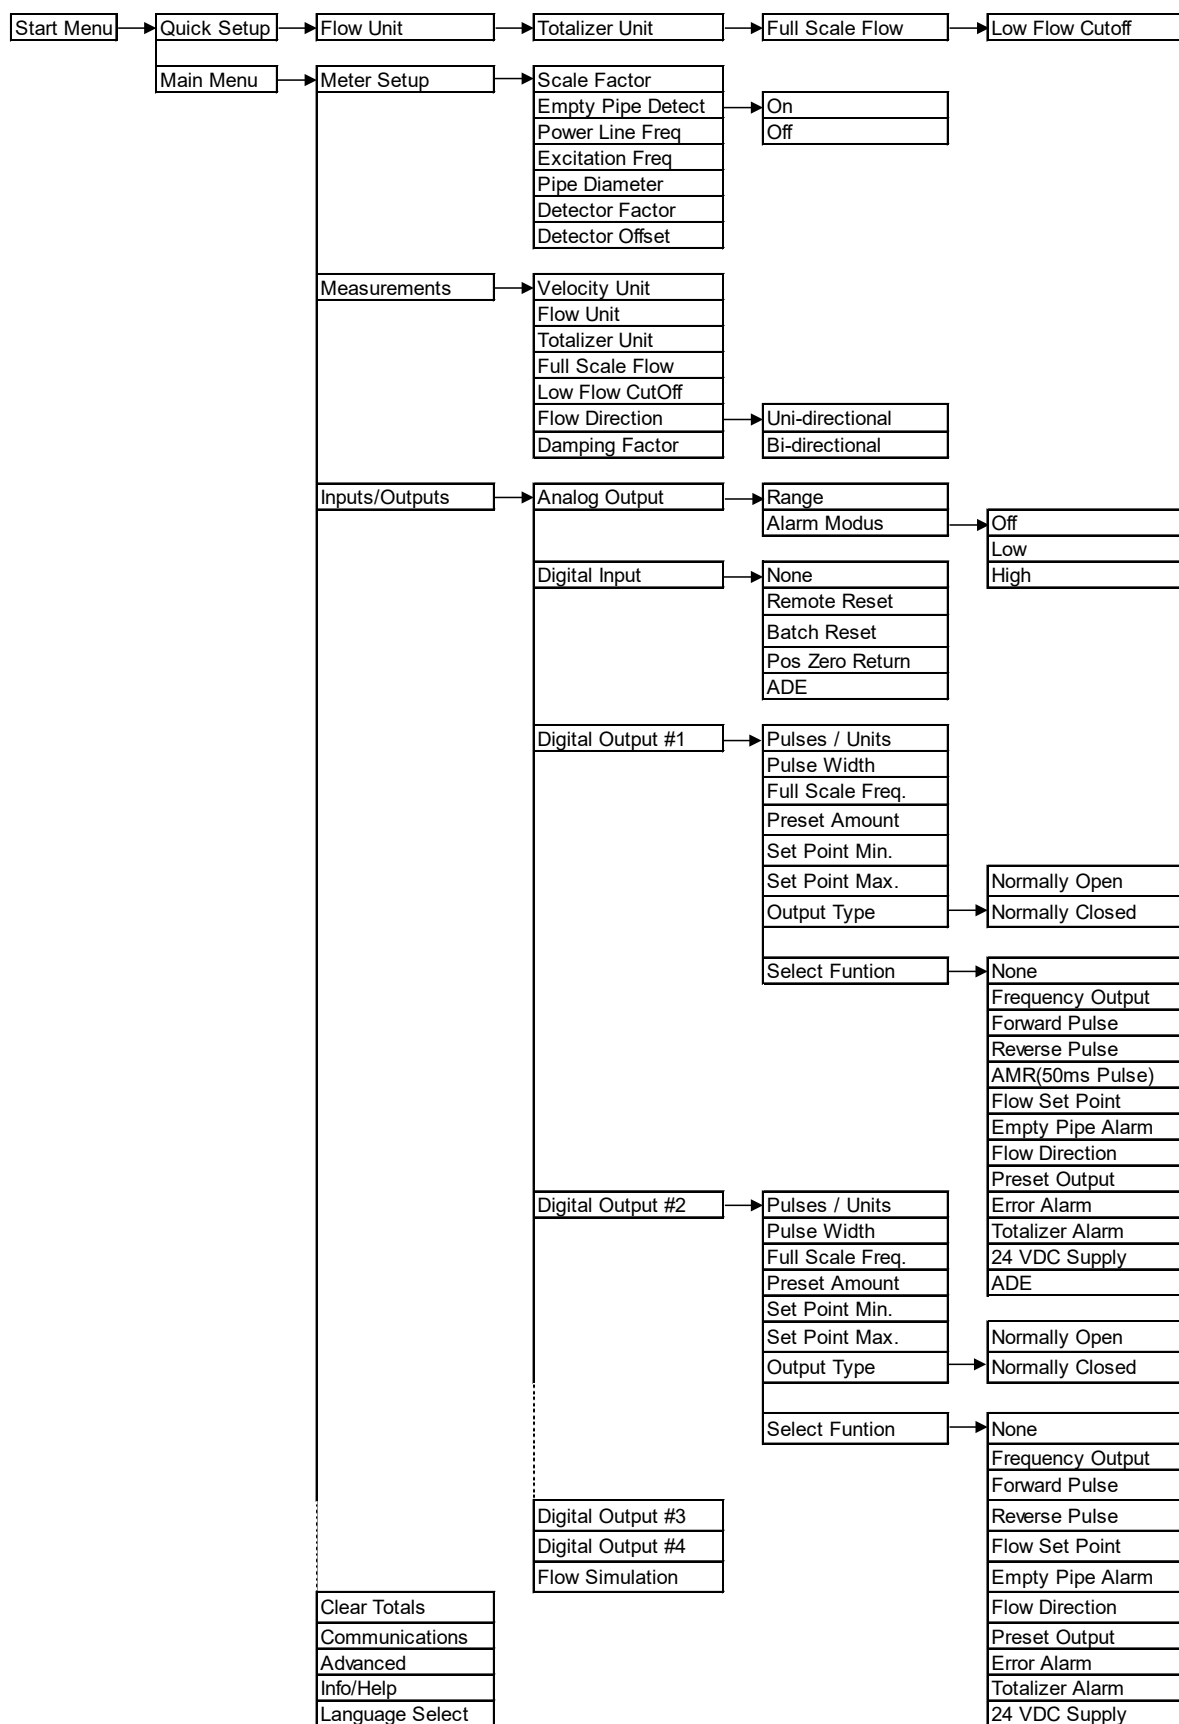 Start Menu
Quick Setup
Flow Unit
Totalizer Unit
Full Scale Flow
Low Flow Cutoff
Main Menu
Meter Setup
Scale Factor
Empty Pipe Detect
On
Power Line Freq
Off
Excitation Freq
Pipe Diameter
Detector Factor
Detector Offset
Measurements
Velocity Unit
Flow Unit
Totalizer Unit
Full Scale Flow
Low Flow CutOff
Flow Direction
Uni-directional
Damping Factor
Bi-directional
Inputs/Outputs
Analog Output
Range
Alarm Modus
Off
Low
High
Digital Input
None
Remote Reset
Batch Reset
Pos Zero Return
ADE
Digital Output #1
Pulses / Units
Pulse Width
Full Scale Freq.
Preset Amount
Set Point Min.
Set Point Max.
Normally Open
Output Type
Normally Closed
Select Funtion
None
Frequency Output
Forward Pulse
Reverse Pulse
AMR(50ms Pulse)
Flow Set Point
Empty Pipe Alarm
Flow Direction
Preset Output
Error Alarm
Totalizer Alarm
24 VDC Supply
ADE
Digital Output #2
Pulses / Units
Pulse Width
Full Scale Freq.
Preset Amount
Set Point Min.
Set Point Max.
Normally Open
Output Type
Normally Closed
Select Funtion
None
Frequency Output
Forward Pulse
Reverse Pulse
Flow Set Point
Empty Pipe Alarm
Flow Direction
Preset Output
Error Alarm
Totalizer Alarm
24 VDC Supply
Digital Output #3
Digital Output #4
Flow Simulation
Clear Totals
Communications
Advanced
Info/Help
Language Select